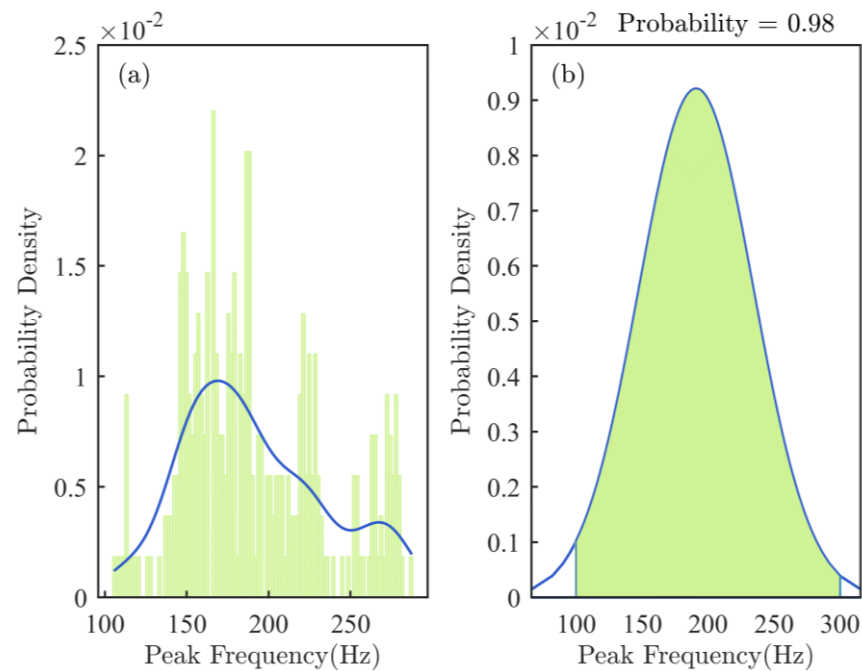 ×10⁻²
(a)
2.5
2
1.5
1
0.5
0
100 150 200 250
Probability Density
Peak Frequency(Hz)
×10⁻² Probability = 0.98
(b)
1
0.9
0.8
0.7
0.6
0.5
0.4
0.3
0.2
0.1
0
100 150 200 250 300
Probability Density
Peak Frequency(Hz)